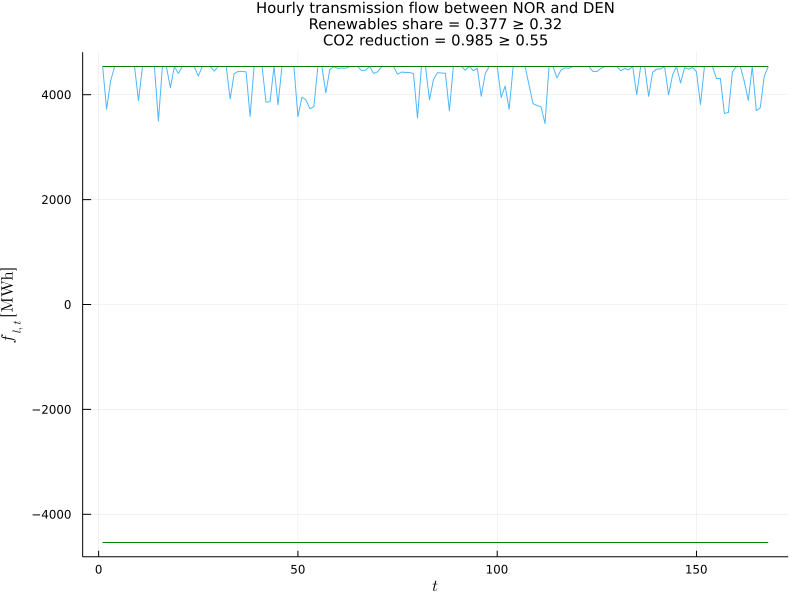 Hourly transmission flow between NOR and DEN
Renewables share = 0.377 ≥ 0.32
CO2 reduction = 0.985 ≥ 0.55
4000
2000
0
−2000
−4000
f l,t [MWh]
0 50 100 150
t